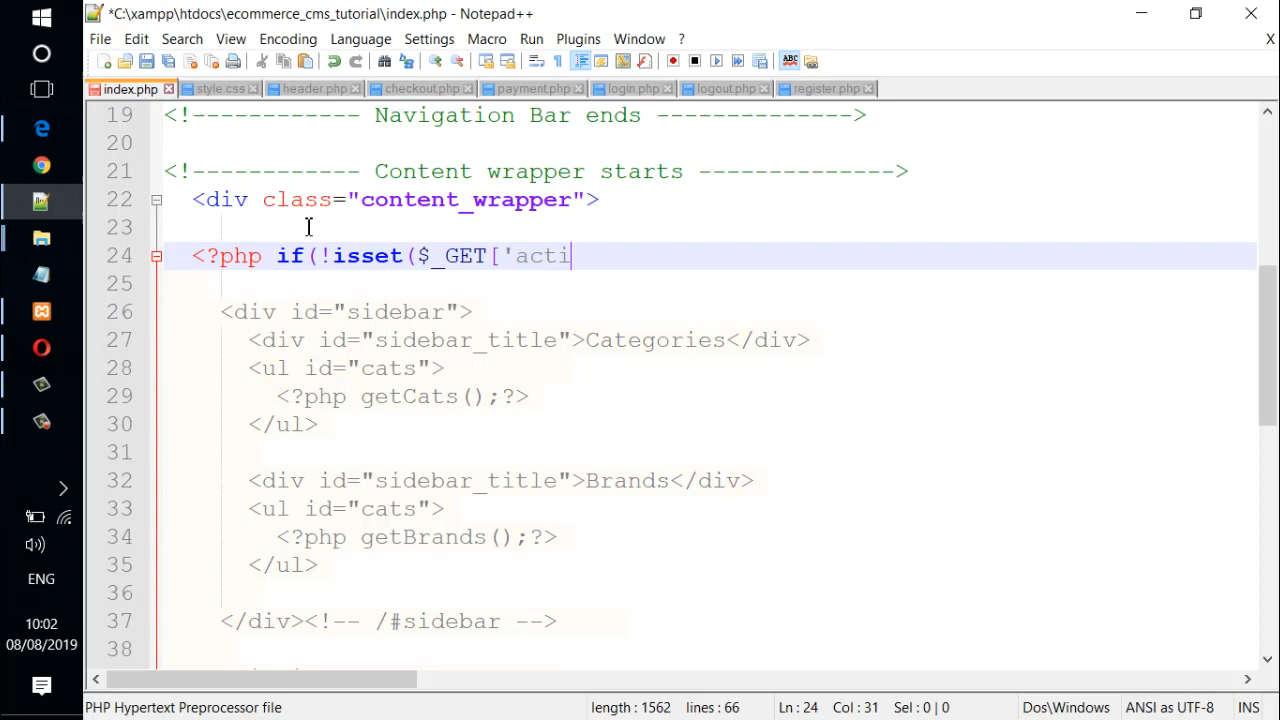 *C:\xampp\htdocs\ecommerce_cms_tutorial\index.php - Notepad++
File Edit Search View Encoding Language Settings Macro Run Plugins Window ? X
ABC
index.php style.css header.php checkout.php payment.php login.php logout.php register.php
19 <!------------ Navigation Bar ends -------------->
20
21 <!------------ Content wrapper starts -------------->
22 <div class="content_wrapper">
23
24 <?php if(!isset($_GET['acti
25
26 <div id="sidebar">
27 <div id="sidebar_title">Categories</div>
28 <ul id="cats">
29 <?php getCats();?>
30 </ul>
31
32 <div id="sidebar_title">Brands</div>
33 <ul id="cats">
34 <?php getBrands();?>
35 </ul>
36
37 </div><!-- /#sidebar -->
38
ENG
10:02
08/08/2019
PHP Hypertext Preprocessor file length : 1562 lines : 66 Ln : 24 Col : 31 Sel : 0 | 0 Dos\Windows ANSI as UTF-8 INS